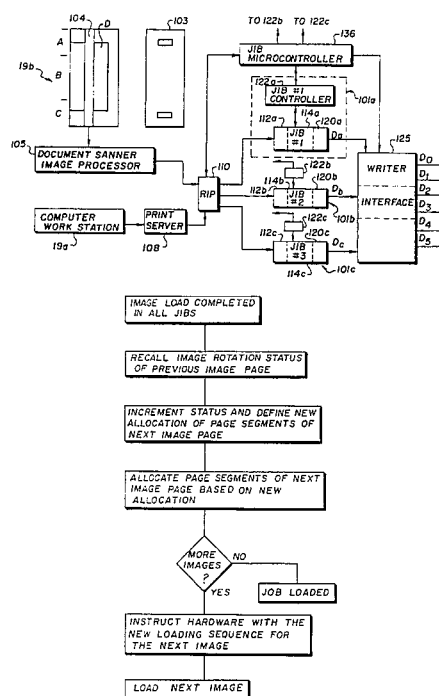 TO 122b TO 122c
104 D 103 136
A
B
C
19b
JIB MICROCONTROLLER
122a
JIB #1 CONTROLLER
101a
112a 114a 120a
JIB #1
Da
125
105
DOCUMENT SANNER IMAGE PROCESSOR
110
RIP
122b
114b
112b 120b
JIB #2
Db
101b
WRITER
INTERFACE
D0
D1
D2
D3
D4
D5
COMPUTER WORK STATION
19a
PRINT SERVER
108
122c
112c 120c
JIB #3
Dc
114c 101c
IMAGE LOAD COMPLETED
IN ALL JIBS
RECALL IMAGE ROTATION STATUS
OF PREVIOUS IMAGE PAGE
INCREMENT STATUS AND DEFINE NEW
ALLOCATION OF PAGE SEGMENTS OF
NEXT IMAGE PAGE
ALLOCATE PAGE SEGMENTS OF NEXT
IMAGE PAGE BASED ON NEW
ALLOCATION
MORE
IMAGES
?
NO
YES
JOB LOADED
INSTRUCT HARDWARE WITH THE
NEW LOADING SEQUENCE FOR
THE NEXT IMAGE
LOAD NEXT IMAGE